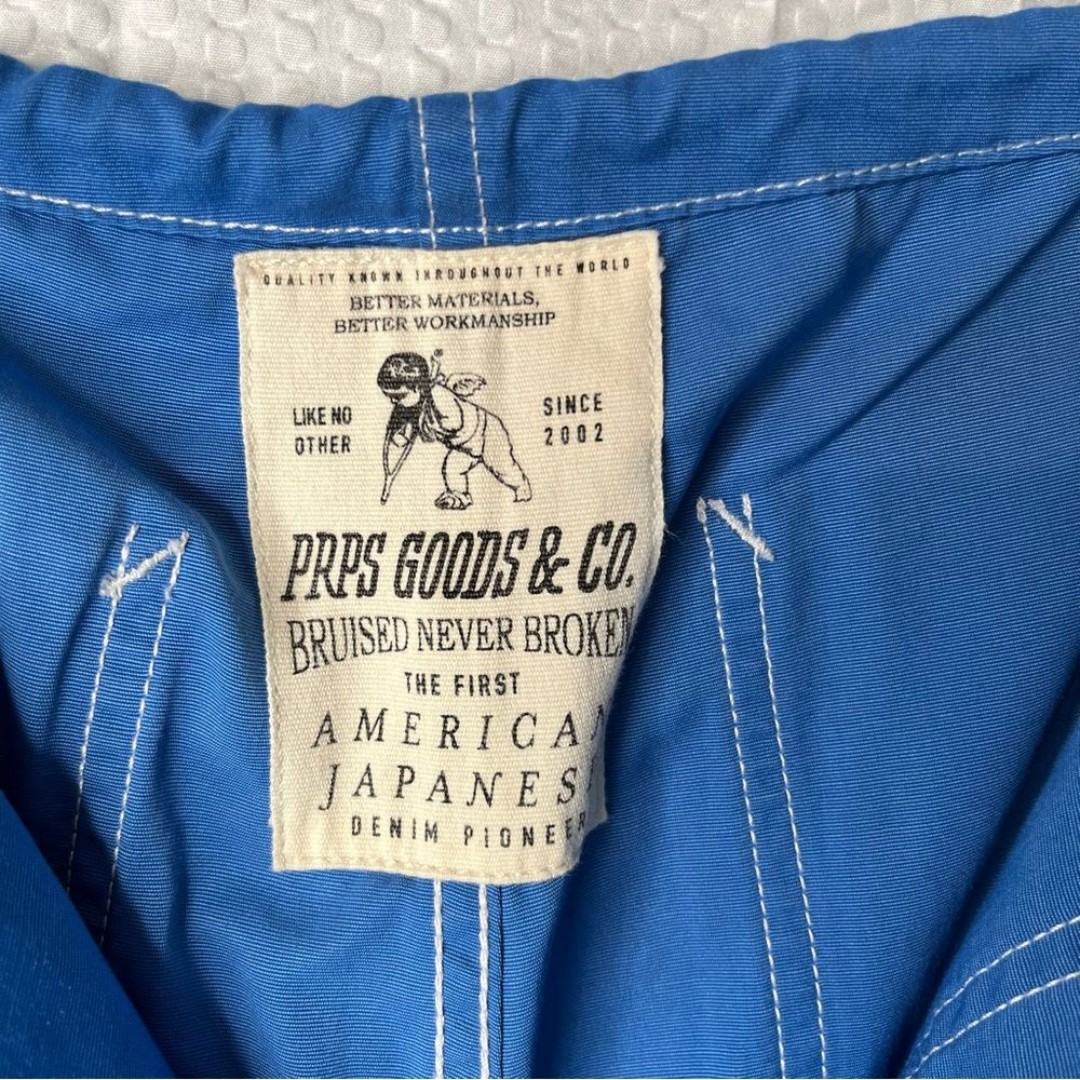 QUALITY KNOWN THROUGHOUT THE WORLD
BETTER MATERIALS,
BETTER WORKMANSHIP
LIKE NO
OTHER
SINCE
2002
PRPS GOODS & CO.
BRUISED NEVER BROKEN
THE FIRST
AMERICAN
JAPANESE
DENIM PIONEER